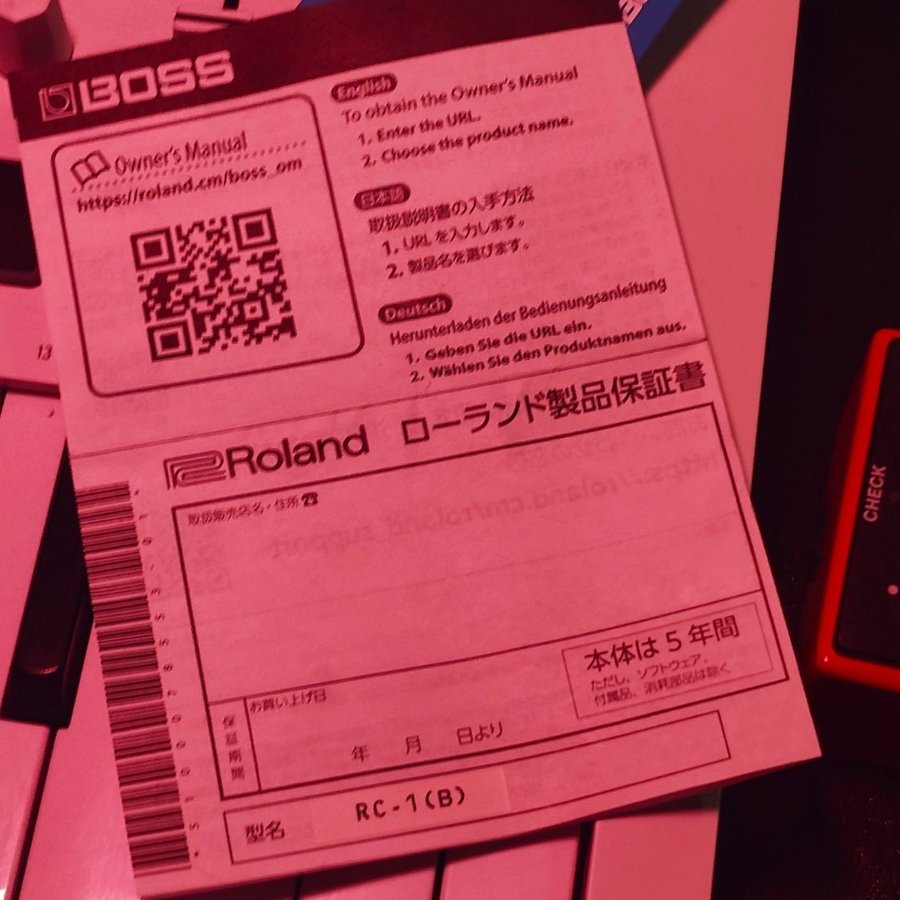 BOSS
Owner's Manual
https://roland.cm/boss_om
English
To obtain the Owner's Manual
1. Enter the URL.
2. Choose the product name.
日本語
取扱説明書の入手方法
1. URLを入力します。
2. 製品名を選びます。
Deutsch
Herunterladen der Bedienungsanleitung
1. Geben Sie die URL ein.
2. Wählen Sie den Produktnamen aus.
Roland ローランド製品保証書
取扱販売店名・住所 ☎
保証期間
お買い上げ日
年 月 日より
本体は5年間
ただし、ソフトウェア、
付属品、消耗部品は除く
型名 RC-1(B)
13
CHECK